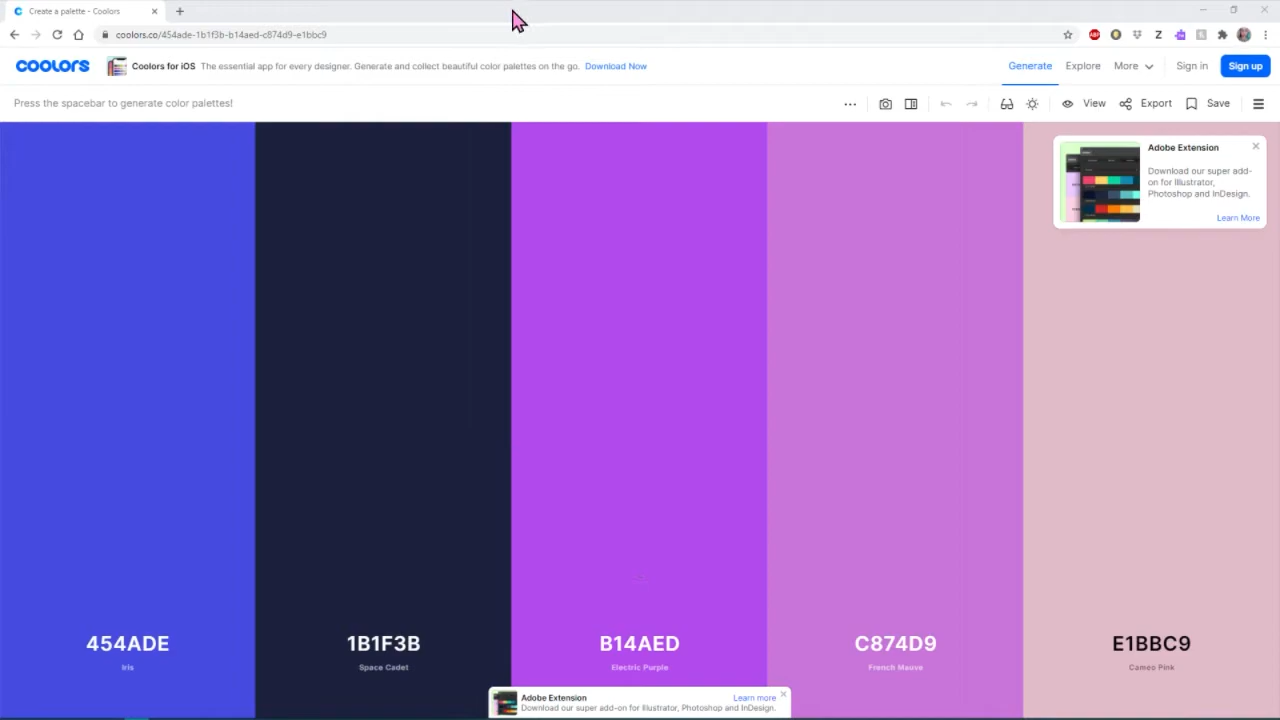 Create a palette - Coolors
coolors.co/454ade-1b1f3b-b14aed-c874d9-e1bbc9
coolors
Coolors for iOS The essential app for every designer. Generate and collect beautiful color palettes on the go. Download Now
Generate Explore More Sign in Sign up
Press the spacebar to generate color palettes!
View Export Save
Adobe Extension
Download our super add-
on for Illustrator,
Photoshop and InDesign.
Learn More
454ADE 1B1F3B B14AED C874D9 E1BBC9
Iris Space Cadet Electric Purple French Mauve Cameo Pink
Adobe Extension Learn more
Download our super add-on for Illustrator, Photoshop and InDesign.